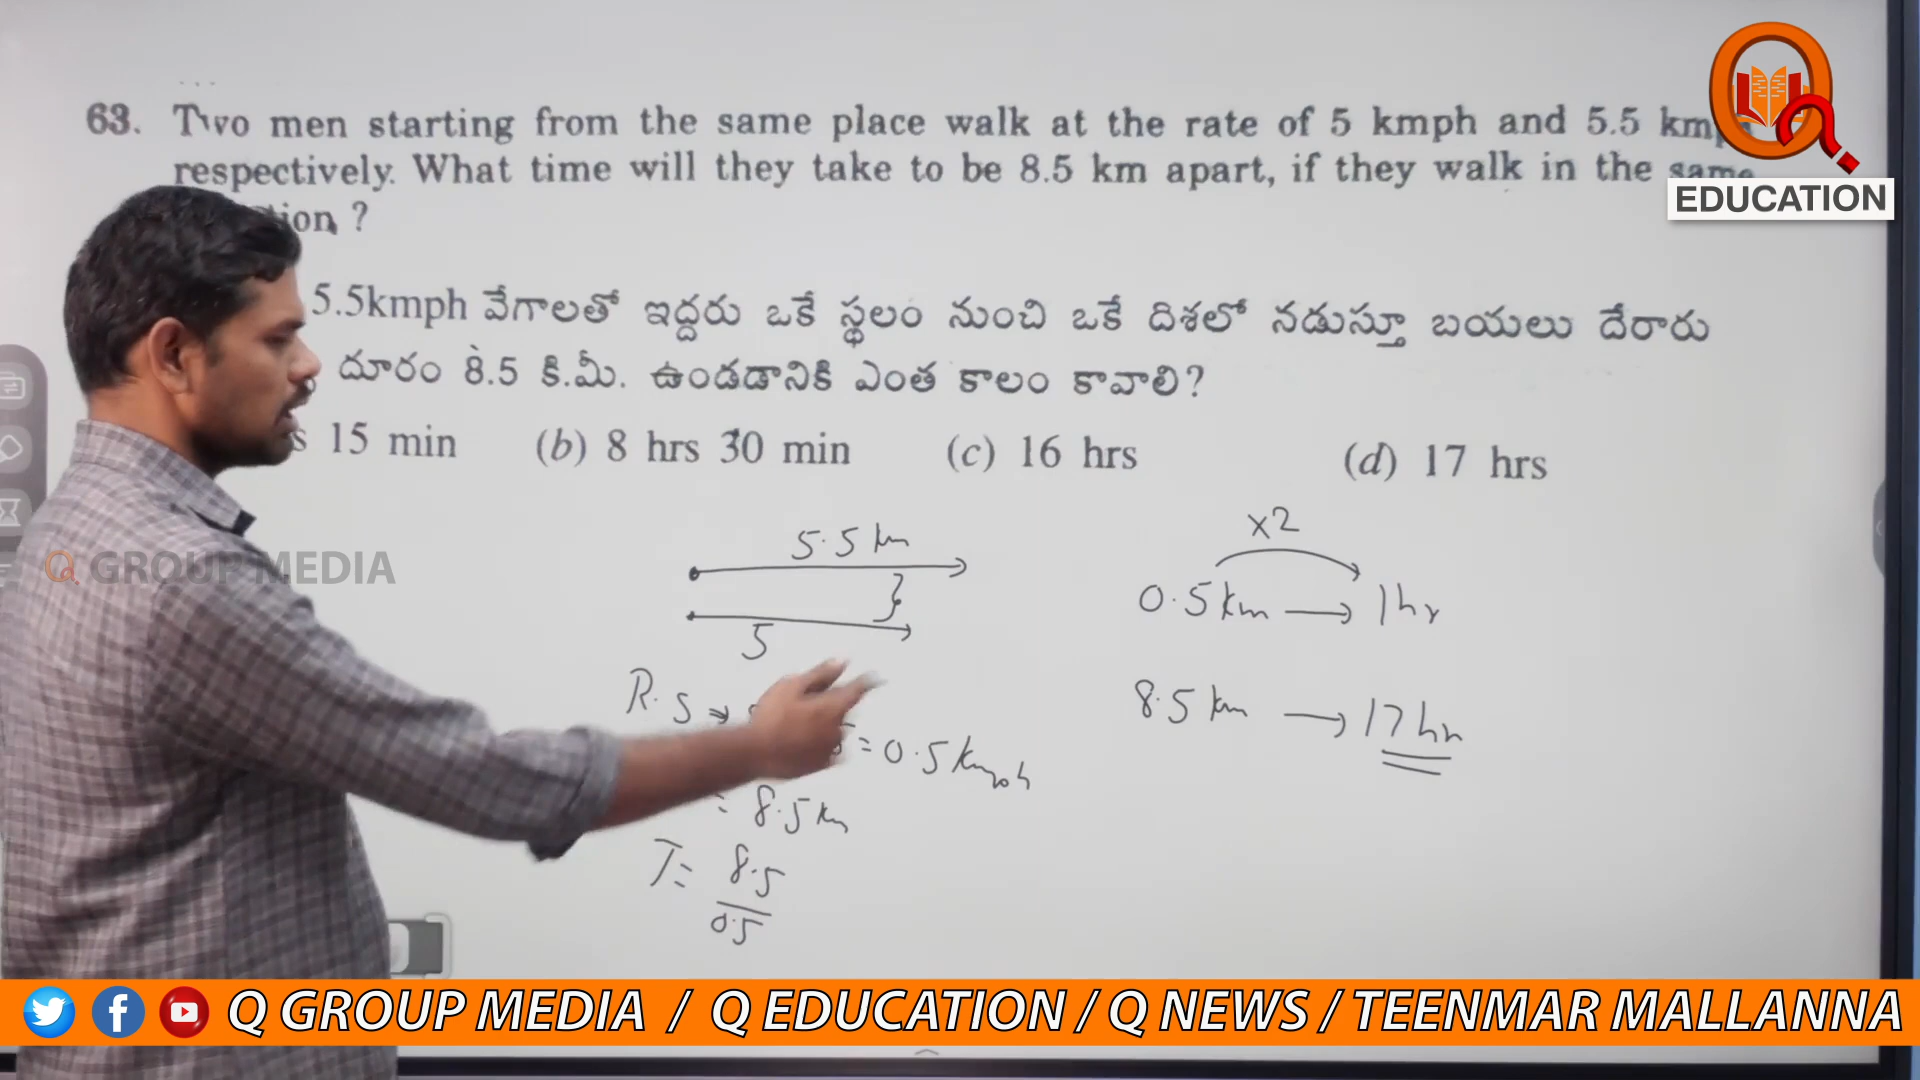 63. Two men starting from the same place walk at the rate of 5 kmph and 5.5
respectively. What time will they take to be 8.5 km apart, if they walk in the same
?
5.5kmph వేగాలతో ఇద్దరు ఒకే స్థలం నుంచి ఒకే దిశలో నడుస్తూ బయలు దేరారు
దూరం 8.5 కి.మీ. ఉండడానికి ఎంత కాలం కావాలి?
15 min (b) 8 hrs 30 min (c) 16 hrs (d) 17 hrs
5.5 km
5
R.S → = 0.5 kmph
= 8.5 km
T = 8.5
0.5
x2
0.5 km → 1hr
8.5 km → 17 hr
Q
EDUCATION
Q GROUP MEDIA
Q GROUP MEDIA / Q EDUCATION / Q NEWS / TEENMAR MALLANNA